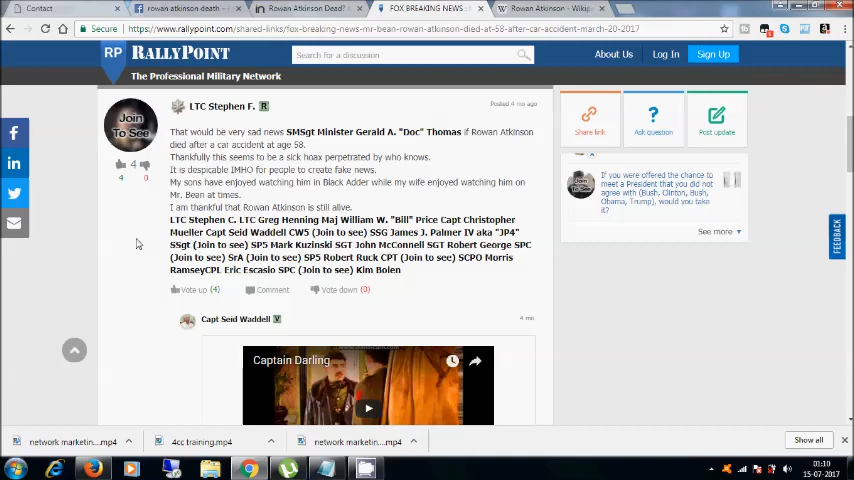 Contact
rowan atkinson-death –
Rowan Atkinson Dead?
FOX BREAKING NEWS:
Rowan Atkinson - Wikip
Secure
https://www.rallypoint.com/shared-links/fox-breaking-news-mr-bean-rowan-atkinson-died-at-58-after-car-accident-march-20-2017
RP RALLYPOINT
Search for a discussion
About Us
Log In
Sign Up
The Professional Military Network
LTC Stephen F. R
Posted 4 mo ago
Join
To See
That would be very sad news SMSgt Minister Gerald A. "Doc" Thomas if Rowan Atkinson
died after a car accident at age 58.
Thankfully this seems to be a sick hoax perpetrated by who knows.
It is despicable IMHO for people to create fake news.
My sons have enjoyed watching him in Black Adder while my wife enjoyed watching him on
Mr. Bean at times.
I am thankful that Rowan Atkinson is still alive.
LTC Stephen C. LTC Greg Henning Maj William W. "Bill" Price Capt Christopher
Mueller Capt Seid Waddell CW5 (Join to see) SSG James J. Palmer IV aka "JP4"
SSgt (Join to see) SP5 Mark Kuzinski SGT John McConnell SGT Robert George SPC
(Join to see) SrA (Join to see) SP5 Robert Ruck CPT (Join to see) SCPO Morris
RamseyCPL Eric Escasio SPC (Join to see) Kim Bolen
4
4
0
Vote up (4)
Comment
Vote down (0)
Capt Seid Waddell V
4 mo
Captain Darling
Share link
Ask question
Post update
If you were offered the chance to
meet a President that you did not
agree with (Bush, Clinton, Bush,
Obama, Trump), would you take
it?
See more
FEEDBACK
network marketin....mp4
4cc training.mp4
network marketin....mp4
Show all
01:10
15-07-2017